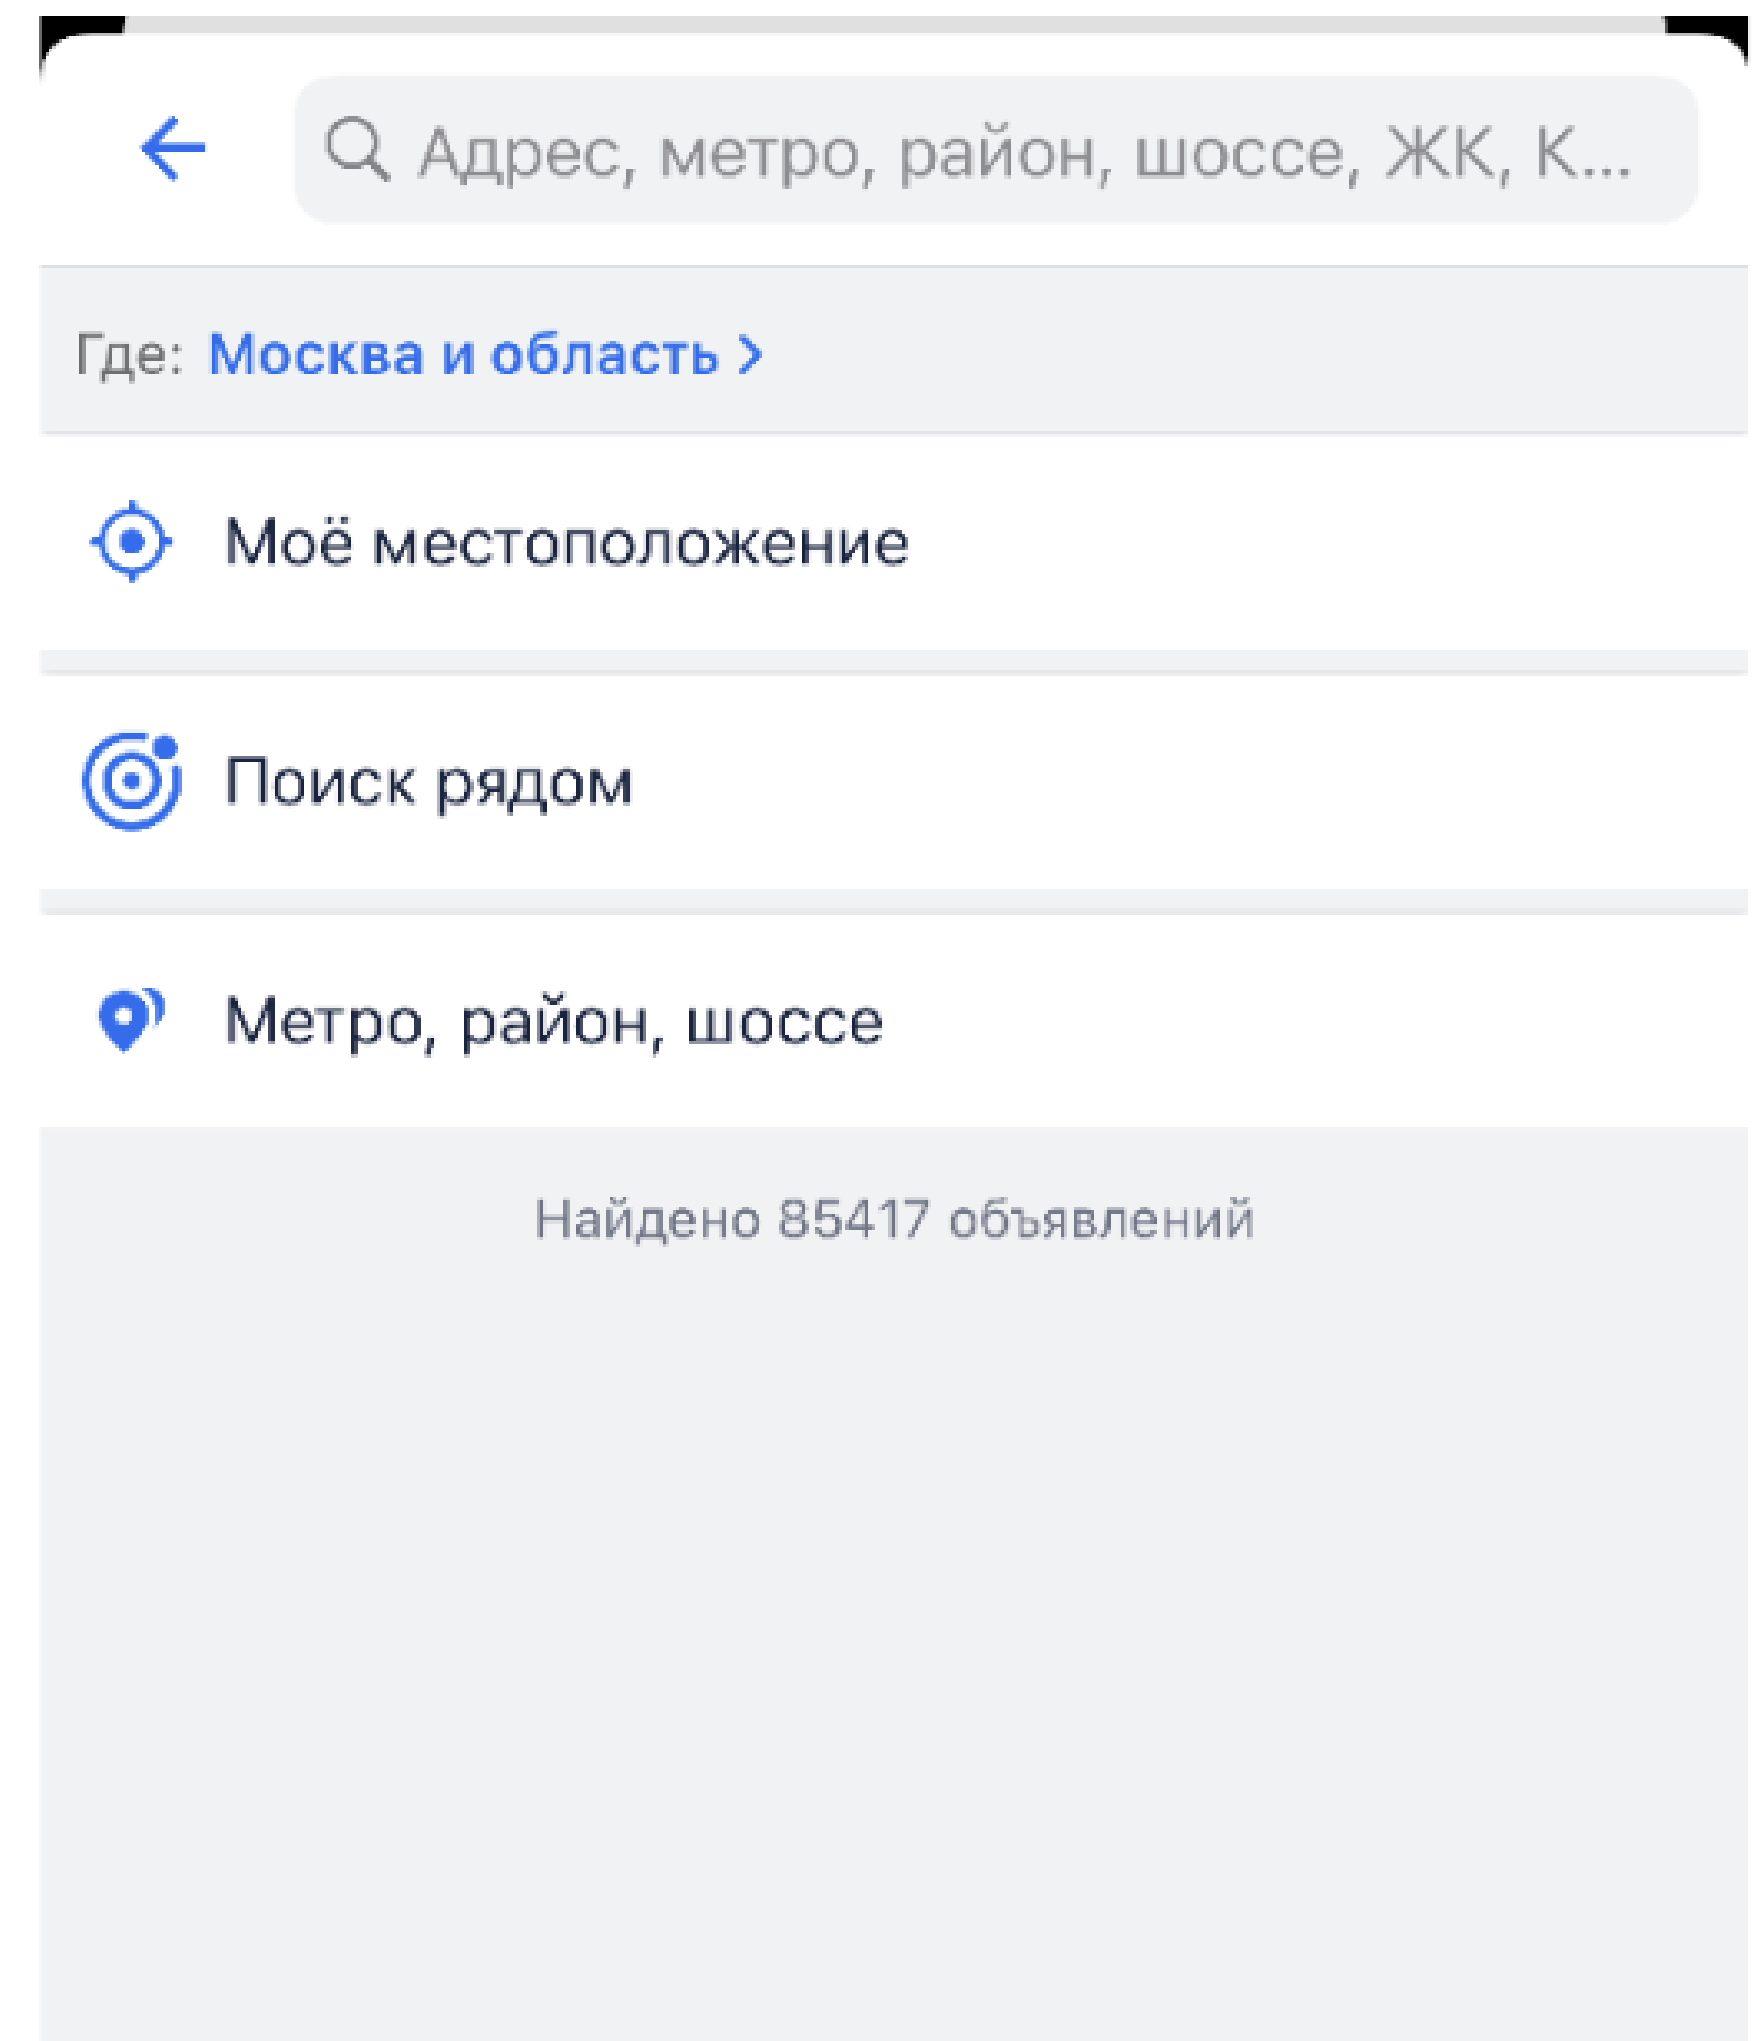 Адрес, метро, район, шоссе, ЖК, К...
Где: Москва и область
Моё местоположение
Поиск рядом
Метро, район, шоссе
Найдено 85417 объявлений